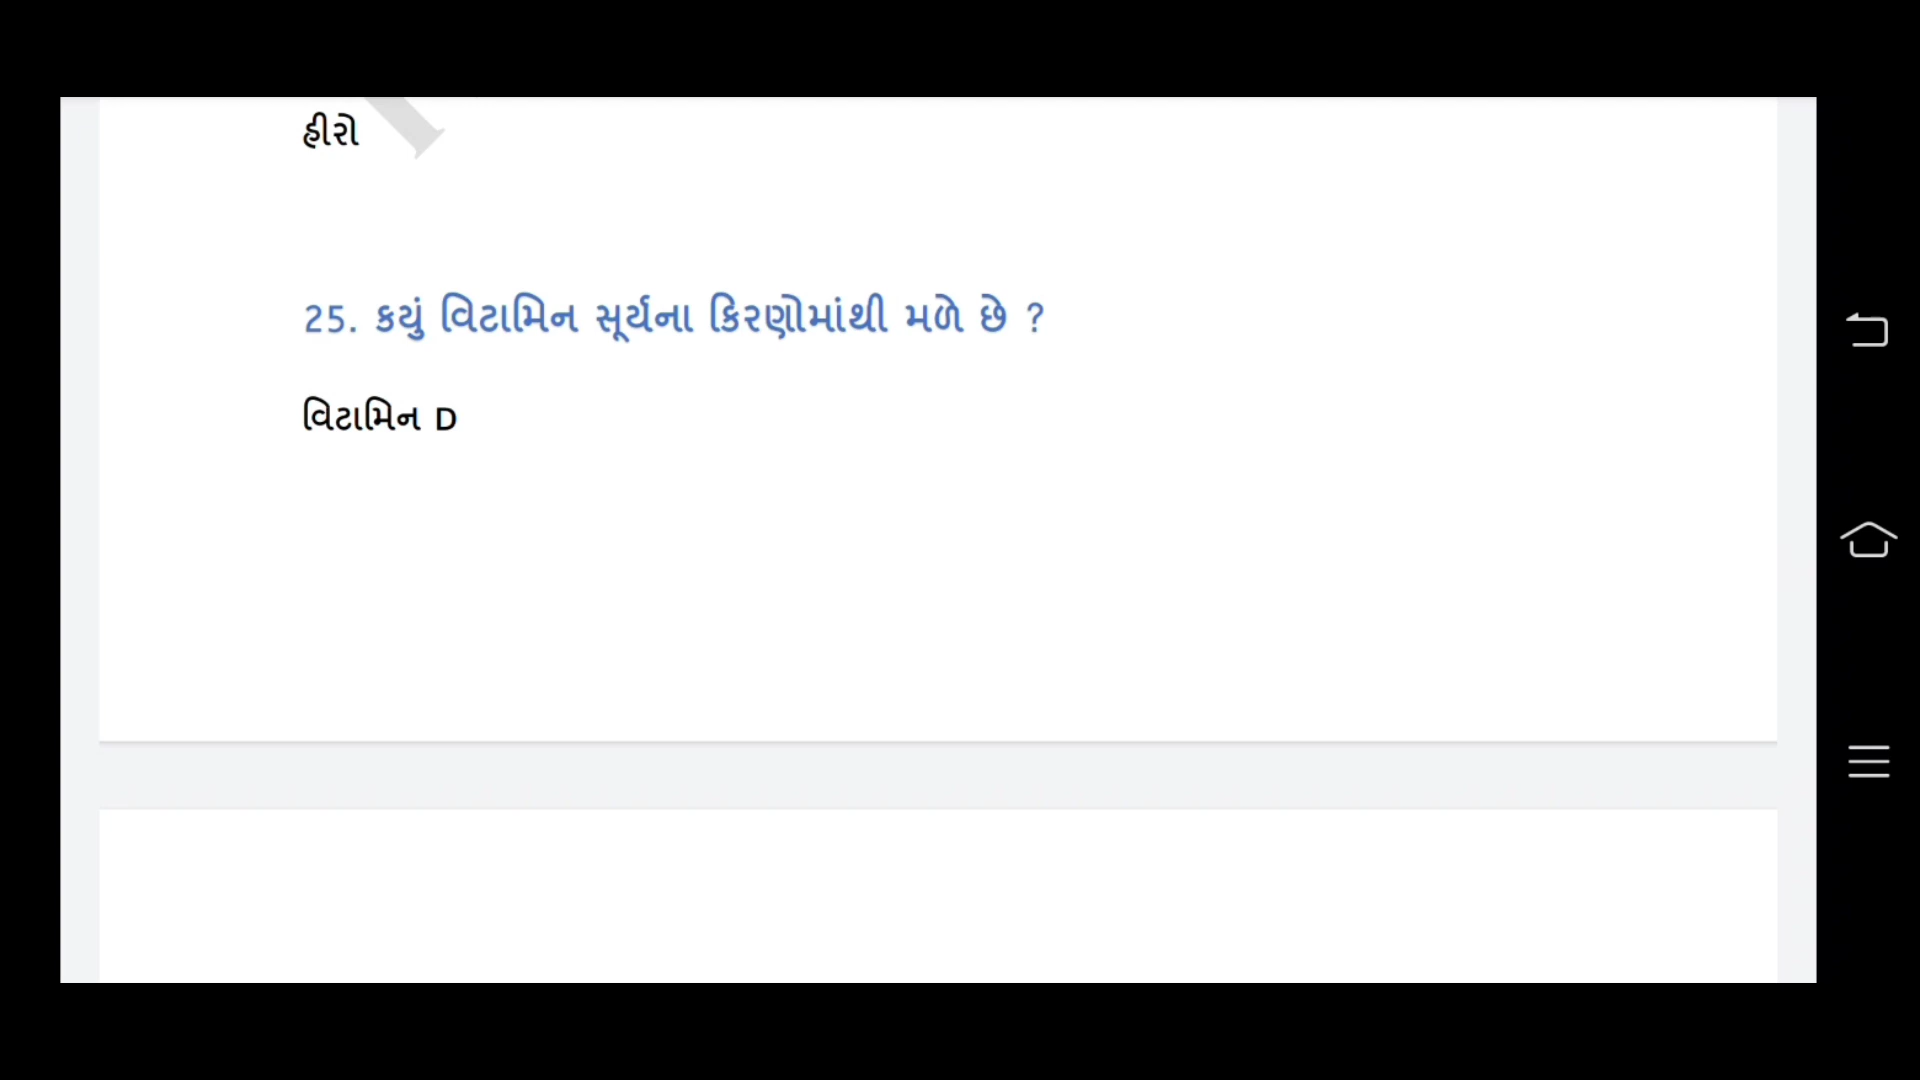 હીરો
25. કયું વિટામિન સૂર્યના કિરણોમાંથી મળે છે ?
વિટામિન D